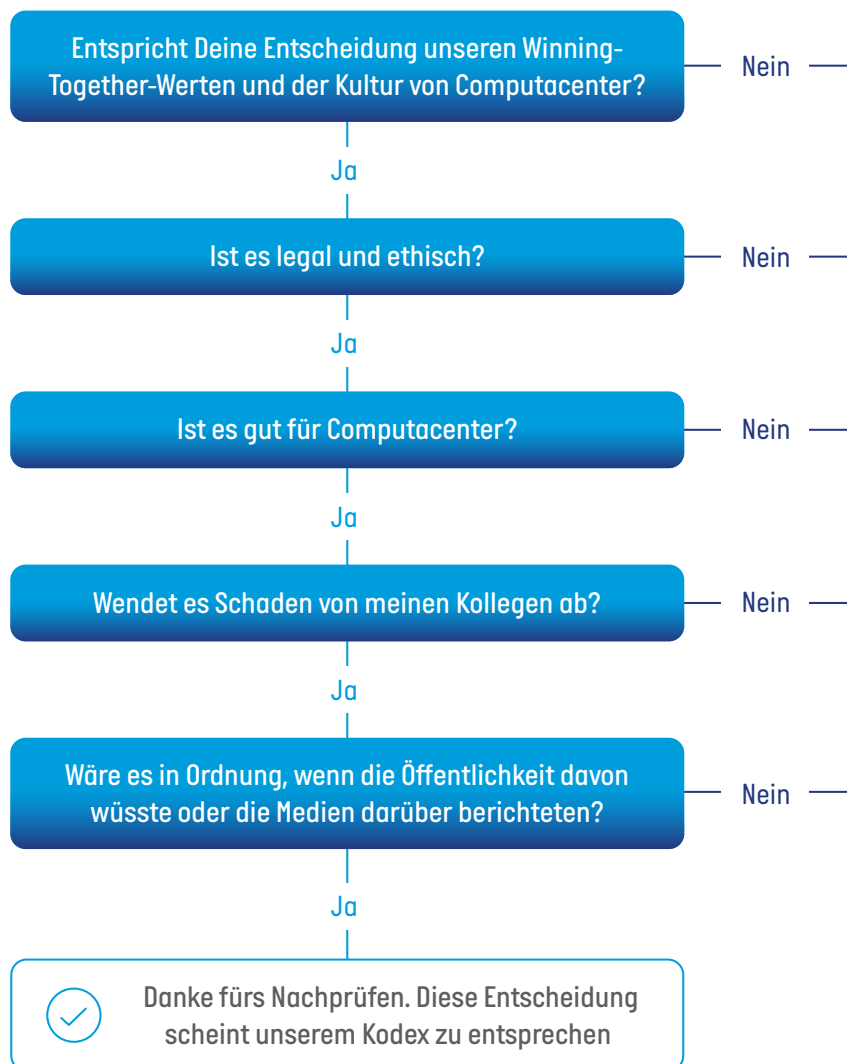 Entspricht Deine Entscheidung unseren Winning-
Together-Werten und der Kultur von Computacenter?
Nein
Ja
Ist es legal und ethisch?
Nein
Ja
Ist es gut für Computacenter?
Nein
Ja
Wendet es Schaden von meinen Kollegen ab?
Nein
Ja
Wäre es in Ordnung, wenn die Öffentlichkeit davon
wüsste oder die Medien darüber berichteten?
Nein
Ja
Danke fürs Nachprüfen. Diese Entscheidung
scheint unserem Kodex zu entsprechen